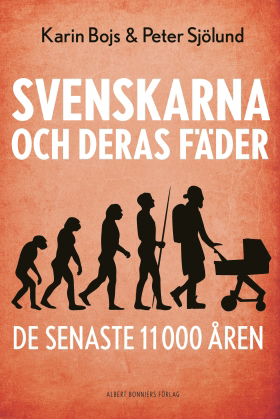 Karin Bojs & Peter Sjölund
SVENSKARNA
OCH DERAS FÄDER
DE SENASTE 11 000 ÅREN
ALBERT BONNIERS FÖRLAG